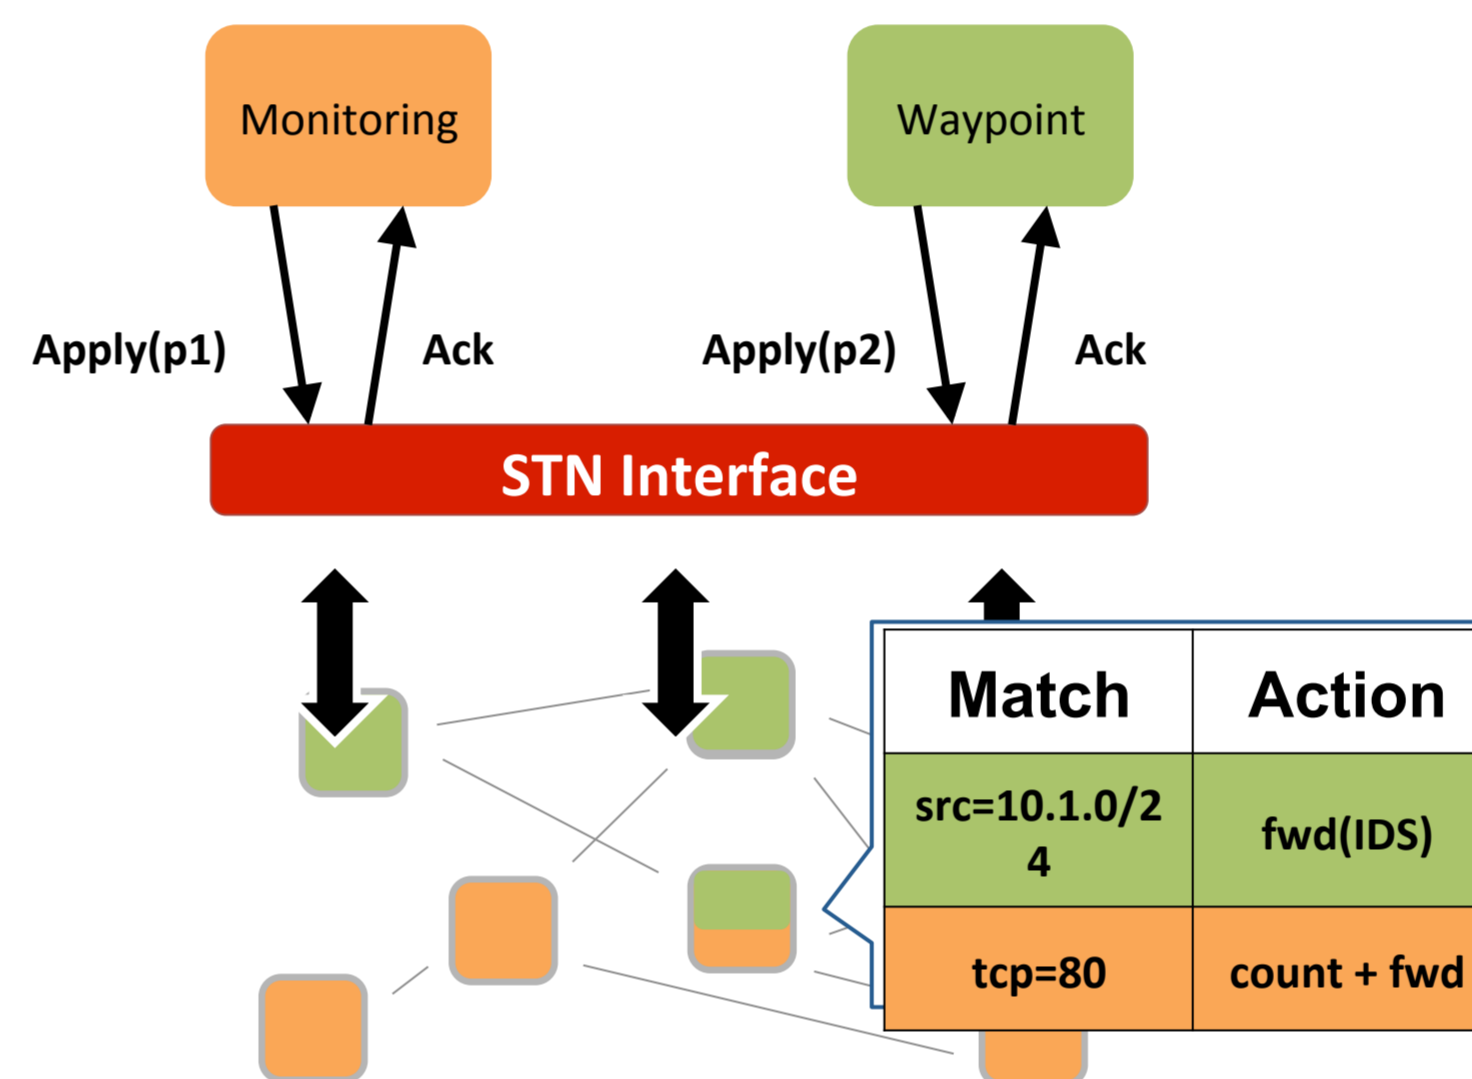 Monitoring
Waypoint
Apply(p1)
Ack
Apply(p2)
Ack
STN Interface
Match
Action
src=10.1.0/2
4
fwd(IDS)
tcp=80
count + fwd